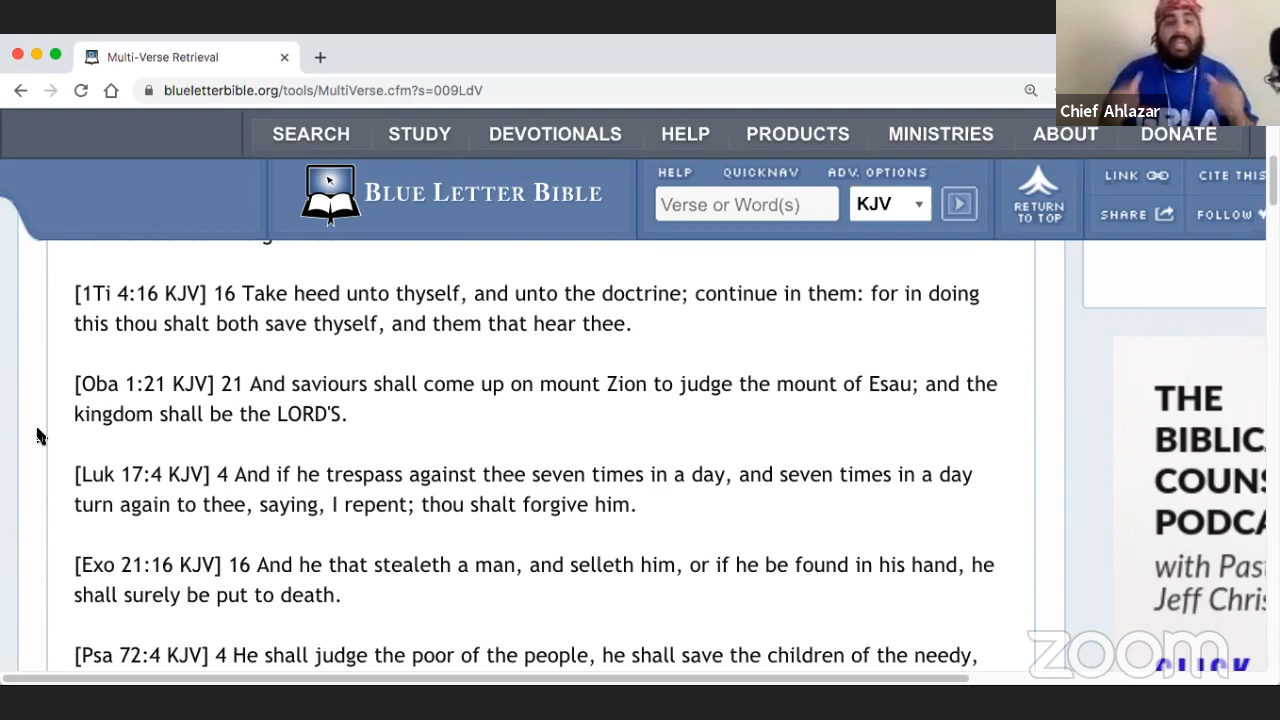 Multi-Verse Retrieval
blueletterbible.org/tools/MultiVerse.cfm?s=009LdV
Chief Ahlazar
SEARCH STUDY DEVOTIONALS HELP PRODUCTS MINISTRIES ABOUT DONATE
BLUE LETTER BIBLE
HELP QUICKNAV ADV. OPTIONS
Verse or Word(s) KJV
RETURN
TO TOP
LINK CITE THIS
SHARE FOLLOW
[1Ti 4:16 KJV] 16 Take heed unto thyself, and unto the doctrine; continue in them: for in doing
this thou shalt both save thyself, and them that hear thee.
[Oba 1:21 KJV] 21 And saviours shall come up on mount Zion to judge the mount of Esau; and the
kingdom shall be the LORD'S.
[Luk 17:4 KJV] 4 And if he trespass against thee seven times in a day, and seven times in a day
turn again to thee, saying, I repent; thou shalt forgive him.
[Exo 21:16 KJV] 16 And he that stealeth a man, and selleth him, or if he be found in his hand, he
shall surely be put to death.
[Psa 72:4 KJV] 4 He shall judge the poor of the people, he shall save the children of the needy,
THE
BIBLIC
COUNS
PODCA
with Pas
Jeff Chris
CLICK
zoom